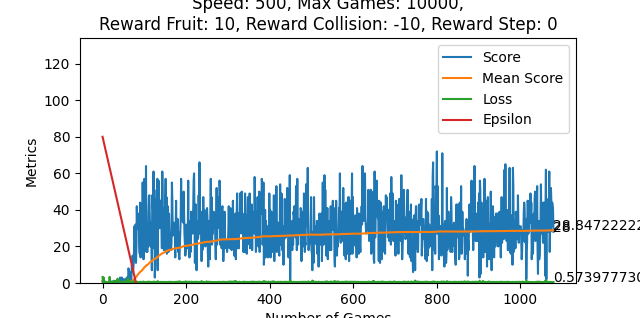 Speed: 500, Max Games: 10000,
Reward Fruit: 10, Reward Collision: -10, Reward Step: 0
Metrics
120
100
80
60
40
20
0
Score
Mean Score
Loss
Epsilon
28.84722222
0.573977730
0
200
400
600
800
1000
Number of Games